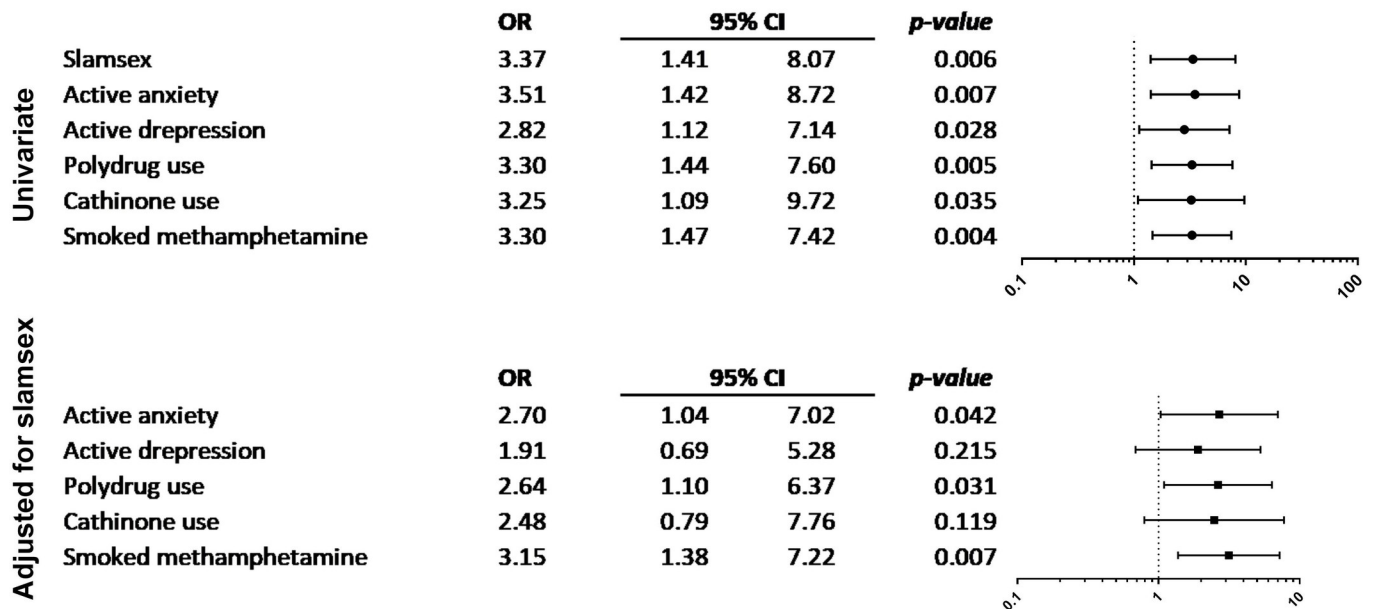 Univariate
OR 95% CI p-value
Slamsex 3.37 1.41 8.07 0.006
Active anxiety 3.51 1.42 8.72 0.007
Active drepression 2.82 1.12 7.14 0.028
Polydrug use 3.30 1.44 7.60 0.005
Cathinone use 3.25 1.09 9.72 0.035
Smoked methamphetamine 3.30 1.47 7.42 0.004
0.1 1 10 100
Adjusted for slamsex
OR 95% CI p-value
Active anxiety 2.70 1.04 7.02 0.042
Active drepression 1.91 0.69 5.28 0.215
Polydrug use 2.64 1.10 6.37 0.031
Cathinone use 2.48 0.79 7.76 0.119
Smoked methamphetamine 3.15 1.38 7.22 0.007
0.1 1 10